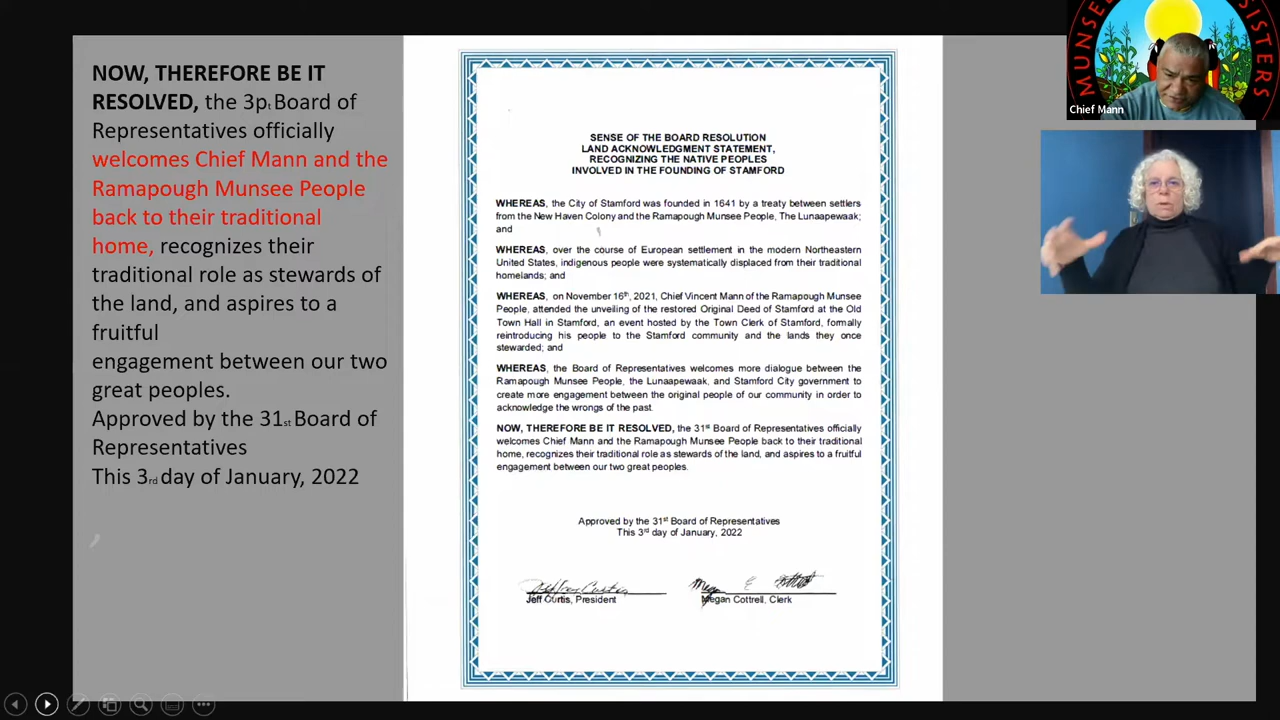 NOW, THEREFORE BE IT
RESOLVED, the 3pt Board of
Representatives officially
welcomes Chief Mann and the
Ramapough Munsee People
back to their traditional
home, recognizes their
traditional role as stewards of
the land, and aspires to a
fruitful
engagement between our two
great peoples.
Approved by the 31st Board of
Representatives
This 3rd day of January, 2022
SENSE OF THE BOARD RESOLUTION
LAND ACKNOWLEDGMENT STATEMENT,
RECOGNIZING THE NATIVE PEOPLES
INVOLVED IN THE FOUNDING OF STAMFORD
WHEREAS, the City of Stamford was founded in 1641 by a treaty between settlers
from the New Haven Colony and the Ramapough Munsee People, The Lunaapewaak;
and
WHEREAS, over the course of European settlement in the modern Northeastern
United States, indigenous people were systematically displaced from their traditional
homelands; and
WHEREAS, on November 16th, 2021, Chief Vincent Mann of the Ramapough Munsee
People, attended the unveiling of the restored Original Deed of Stamford at the Old
Town Hall in Stamford, an event hosted by the Town Clerk of Stamford, formally
reintroducing his people to the Stamford community and the lands they once
stewarded; and
WHEREAS, the Board of Representatives welcomes more dialogue between the
Ramapough Munsee People, the Lunaapewaak, and Stamford City government to
create more engagement between the original people of our community in order to
acknowledge the wrongs of the past.
NOW, THEREFORE BE IT RESOLVED, the 31st Board of Representatives officially
welcomes Chief Mann and the Ramapough Munsee People back to their traditional
home, recognizes their traditional role as stewards of the land, and aspires to a fruitful
engagement between our two great peoples.
Approved by the 31st Board of Representatives
This 3rd day of January, 2022
Jeffrey Curtis
Jeff Curtis, President
Megan Cottrell, Clerk
MUNSEE
SISTERS
Chief Mann